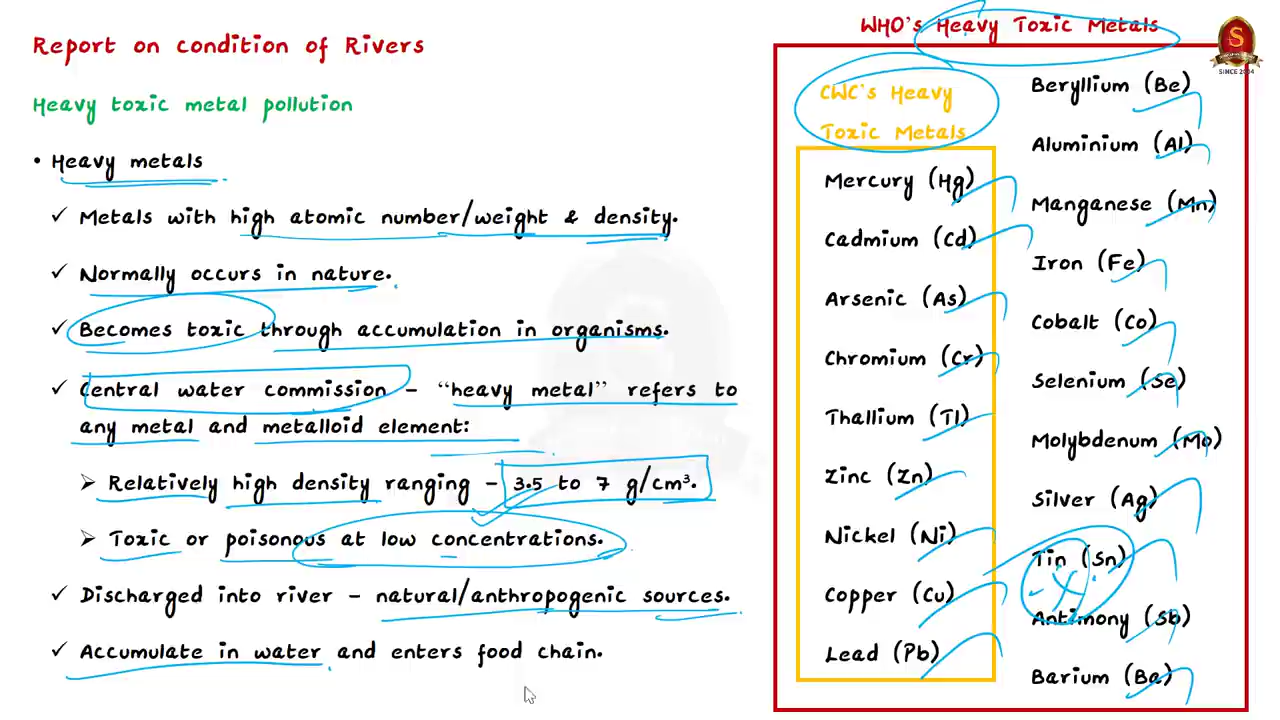 Report on condition of Rivers
Heavy toxic metal pollution
• Heavy metals
✓ Metals with high atomic number/weight & density.
✓ Normally occurs in nature.
✓ Becomes toxic through accumulation in organisms.
✓ Central water commission – “heavy metal” refers to
any metal and metalloid element:
➢ Relatively high density ranging – 3.5 to 7 g/cm³.
➢ Toxic or poisonous at low concentrations.
✓ Discharged into river – natural/anthropogenic sources.
✓ Accumulate in water and enters food chain.
WHO's Heavy Toxic Metals
CWC's Heavy
Toxic Metals
Mercury (Hg)
Cadmium (Cd)
Arsenic (As)
Chromium (Cr)
Thallium (Tl)
Zinc (Zn)
Nickel (Ni)
Copper (Cu)
Lead (Pb)
Beryllium (Be)
Aluminium (Al)
Manganese (Mn)
Iron (Fe)
Cobalt (Co)
Selenium (Se)
Molybdenum (Mo)
Silver (Ag)
Tin (Sn)
Antimony (Sb)
Barium (Ba)
S
SINCE 2004